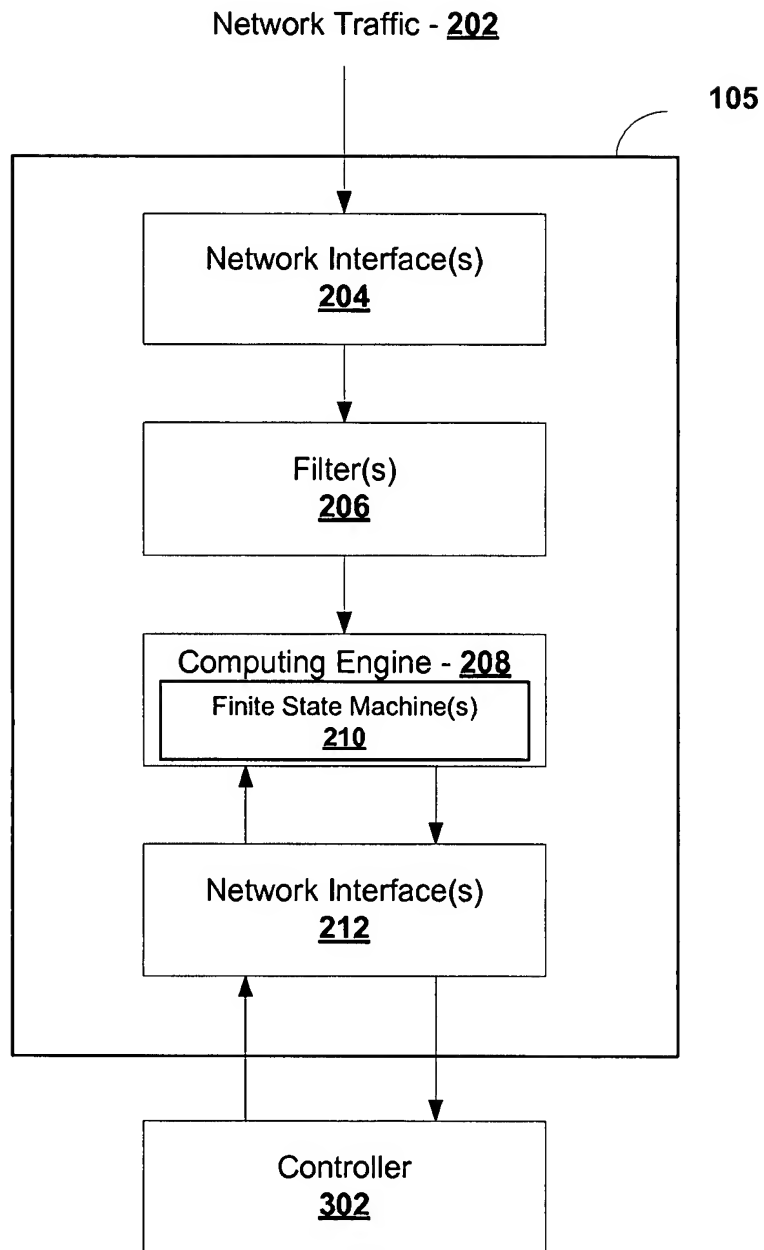 Network Traffic - 202
105
Network Interface(s)
204
Filter(s)
206
Computing Engine - 208
Finite State Machine(s)
210
Network Interface(s)
212
Controller
302